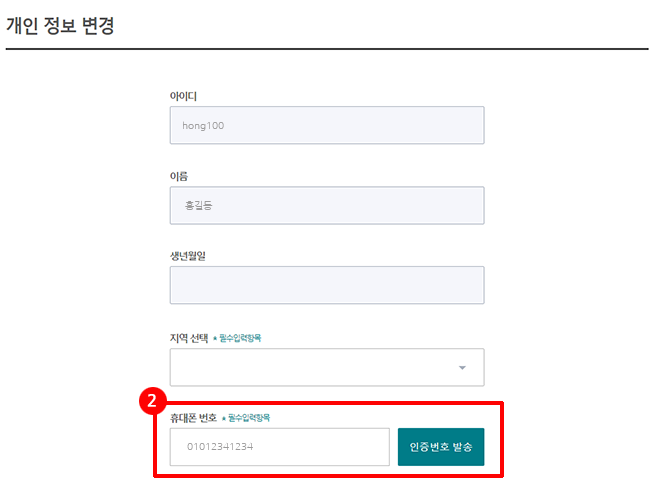 개인 정보 변경
아이디
hong100
이름
홍길동
생년월일
지역 선택 * 필수입력항목
2
휴대폰 번호 * 필수입력항목
01012341234 인증번호 발송